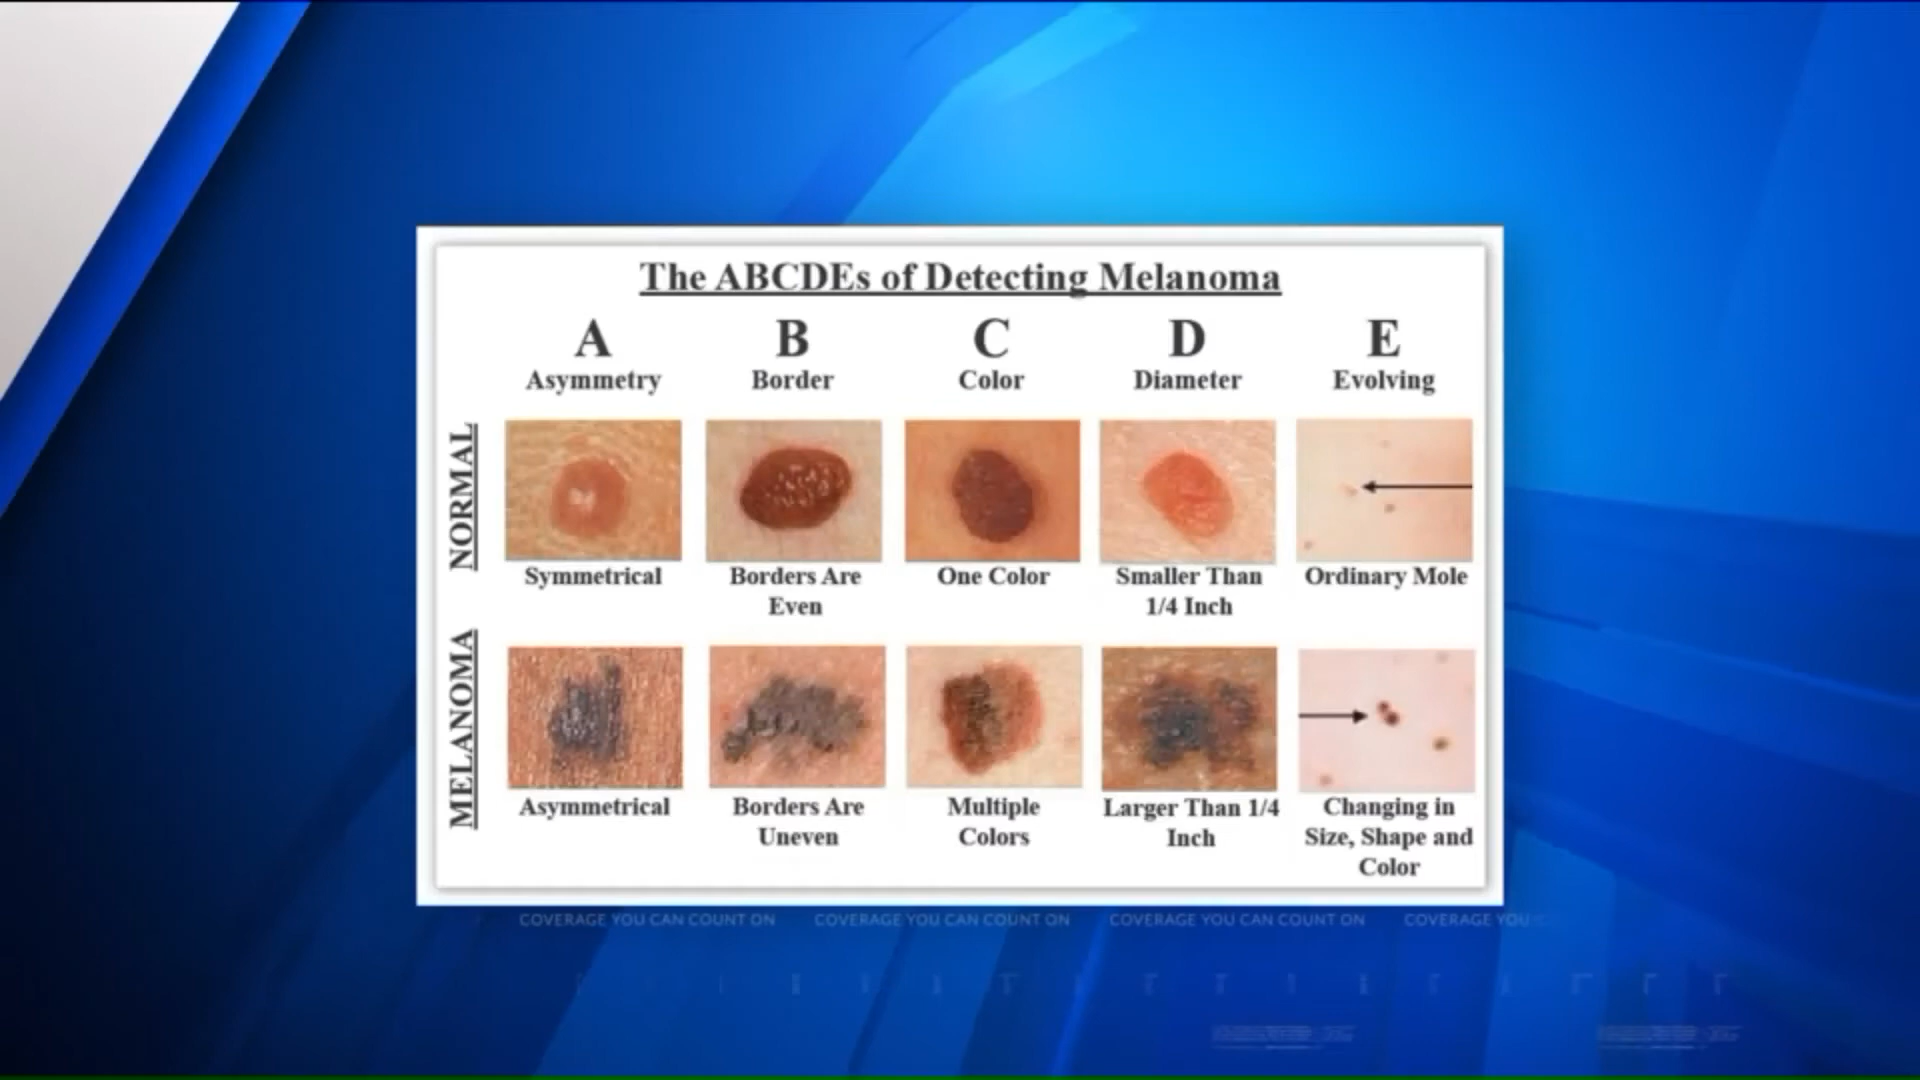 The ABCDEs of Detecting Melanoma
A B C D E
Asymmetry Border Color Diameter Evolving
NORMAL
Symmetrical Borders Are One Color Smaller Than Ordinary Mole
Even 1/4 Inch
MELANOMA
Asymmetrical Borders Are Multiple Larger Than 1/4 Changing in
Uneven Colors Inch Size, Shape and
Color
COVERAGE YOU CAN COUNT ON COVERAGE YOU CAN COUNT ON COVERAGE YOU CAN COUNT ON COVERAGE YOU